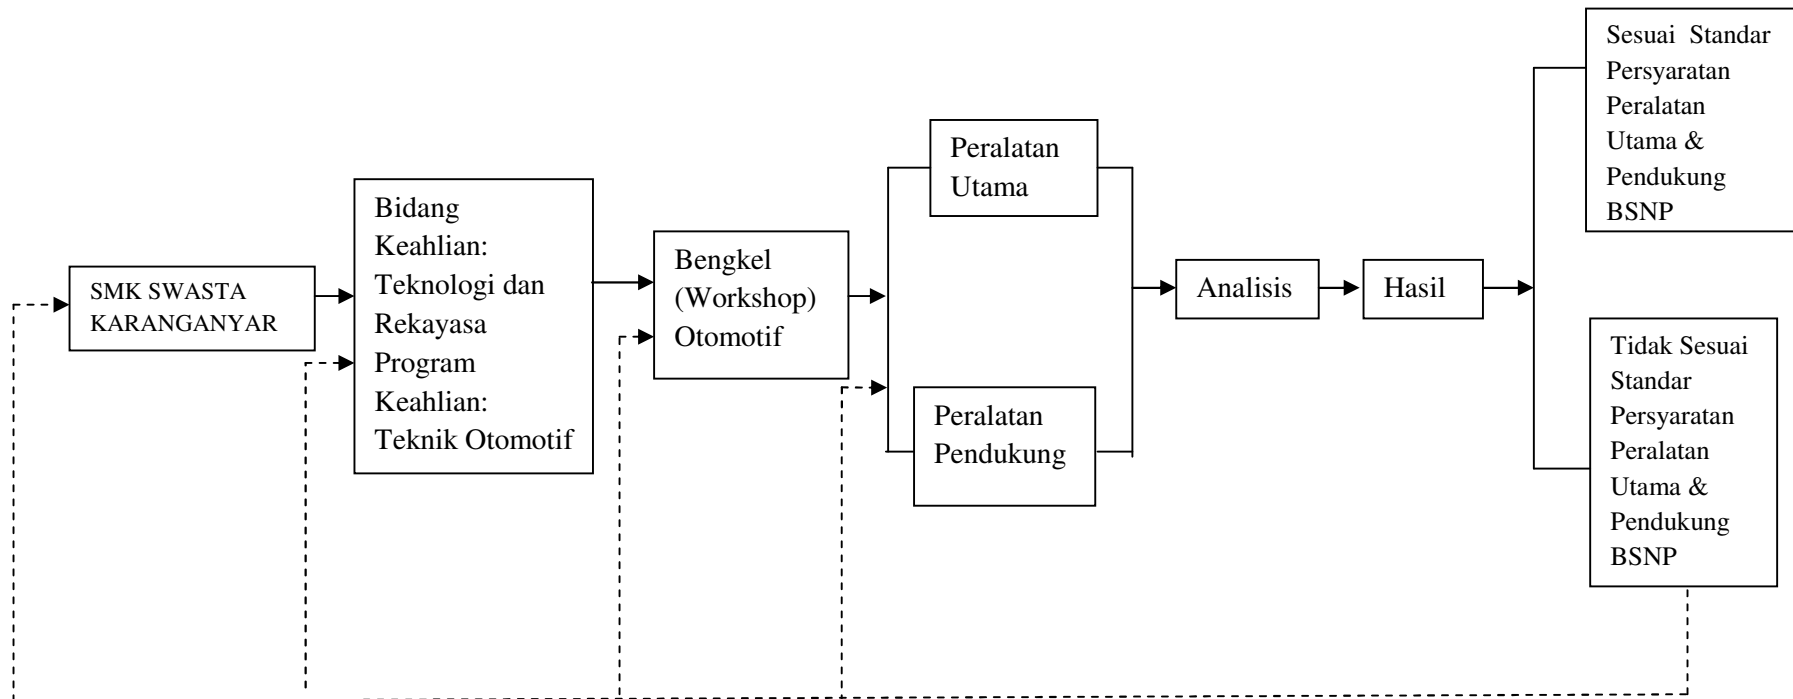 SMK SWASTA
KARANGANYAR
Bidang
Keahlian:
Teknologi dan
Rekayasa
Program
Keahlian:
Teknik Otomotif
Bengkel
(Workshop)
Otomotif
Peralatan
Utama
Peralatan
Pendukung
Analisis
Hasil
Sesuai Standar
Persyaratan
Peralatan
Utama &
Pendukung
BSNP
Tidak Sesuai
Standar
Persyaratan
Peralatan
Utama &
Pendukung
BSNP